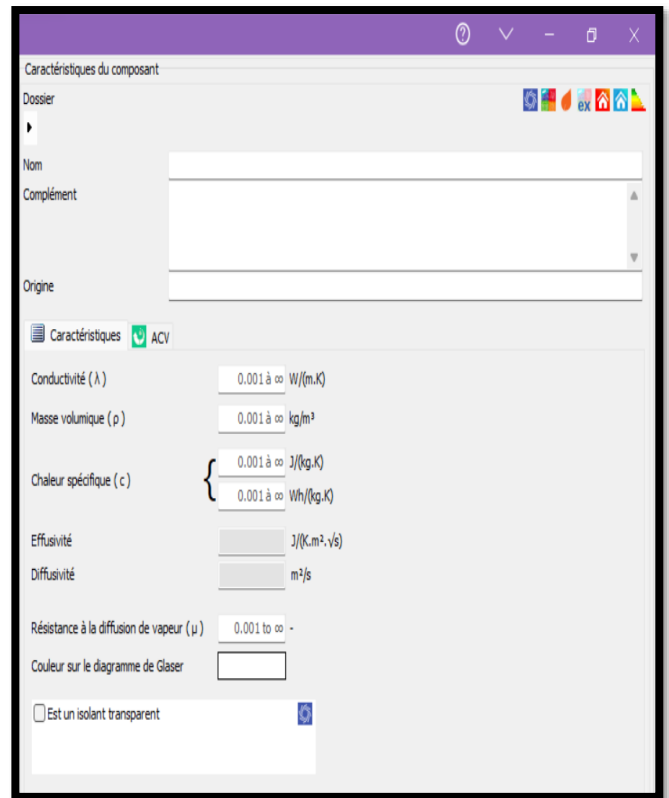 Caractéristiques du composant
Dossier
ex
Nom
Complément
Origine
Caractéristiques ACV
Conductivité ( λ ) 0.001 à ∞ W/(m.K)
Masse volumique ( ρ ) 0.001 à ∞ kg/m³
Chaleur spécifique ( c ) { 0.001 à ∞ J/(kg.K)
0.001 à ∞ Wh/(kg.K)
Effusivité J/(K.m².√s)
Diffusivité m²/s
Résistance à la diffusion de vapeur ( μ ) 0.001 to ∞ -
Couleur sur le diagramme de Glaser
Est un isolant transparent